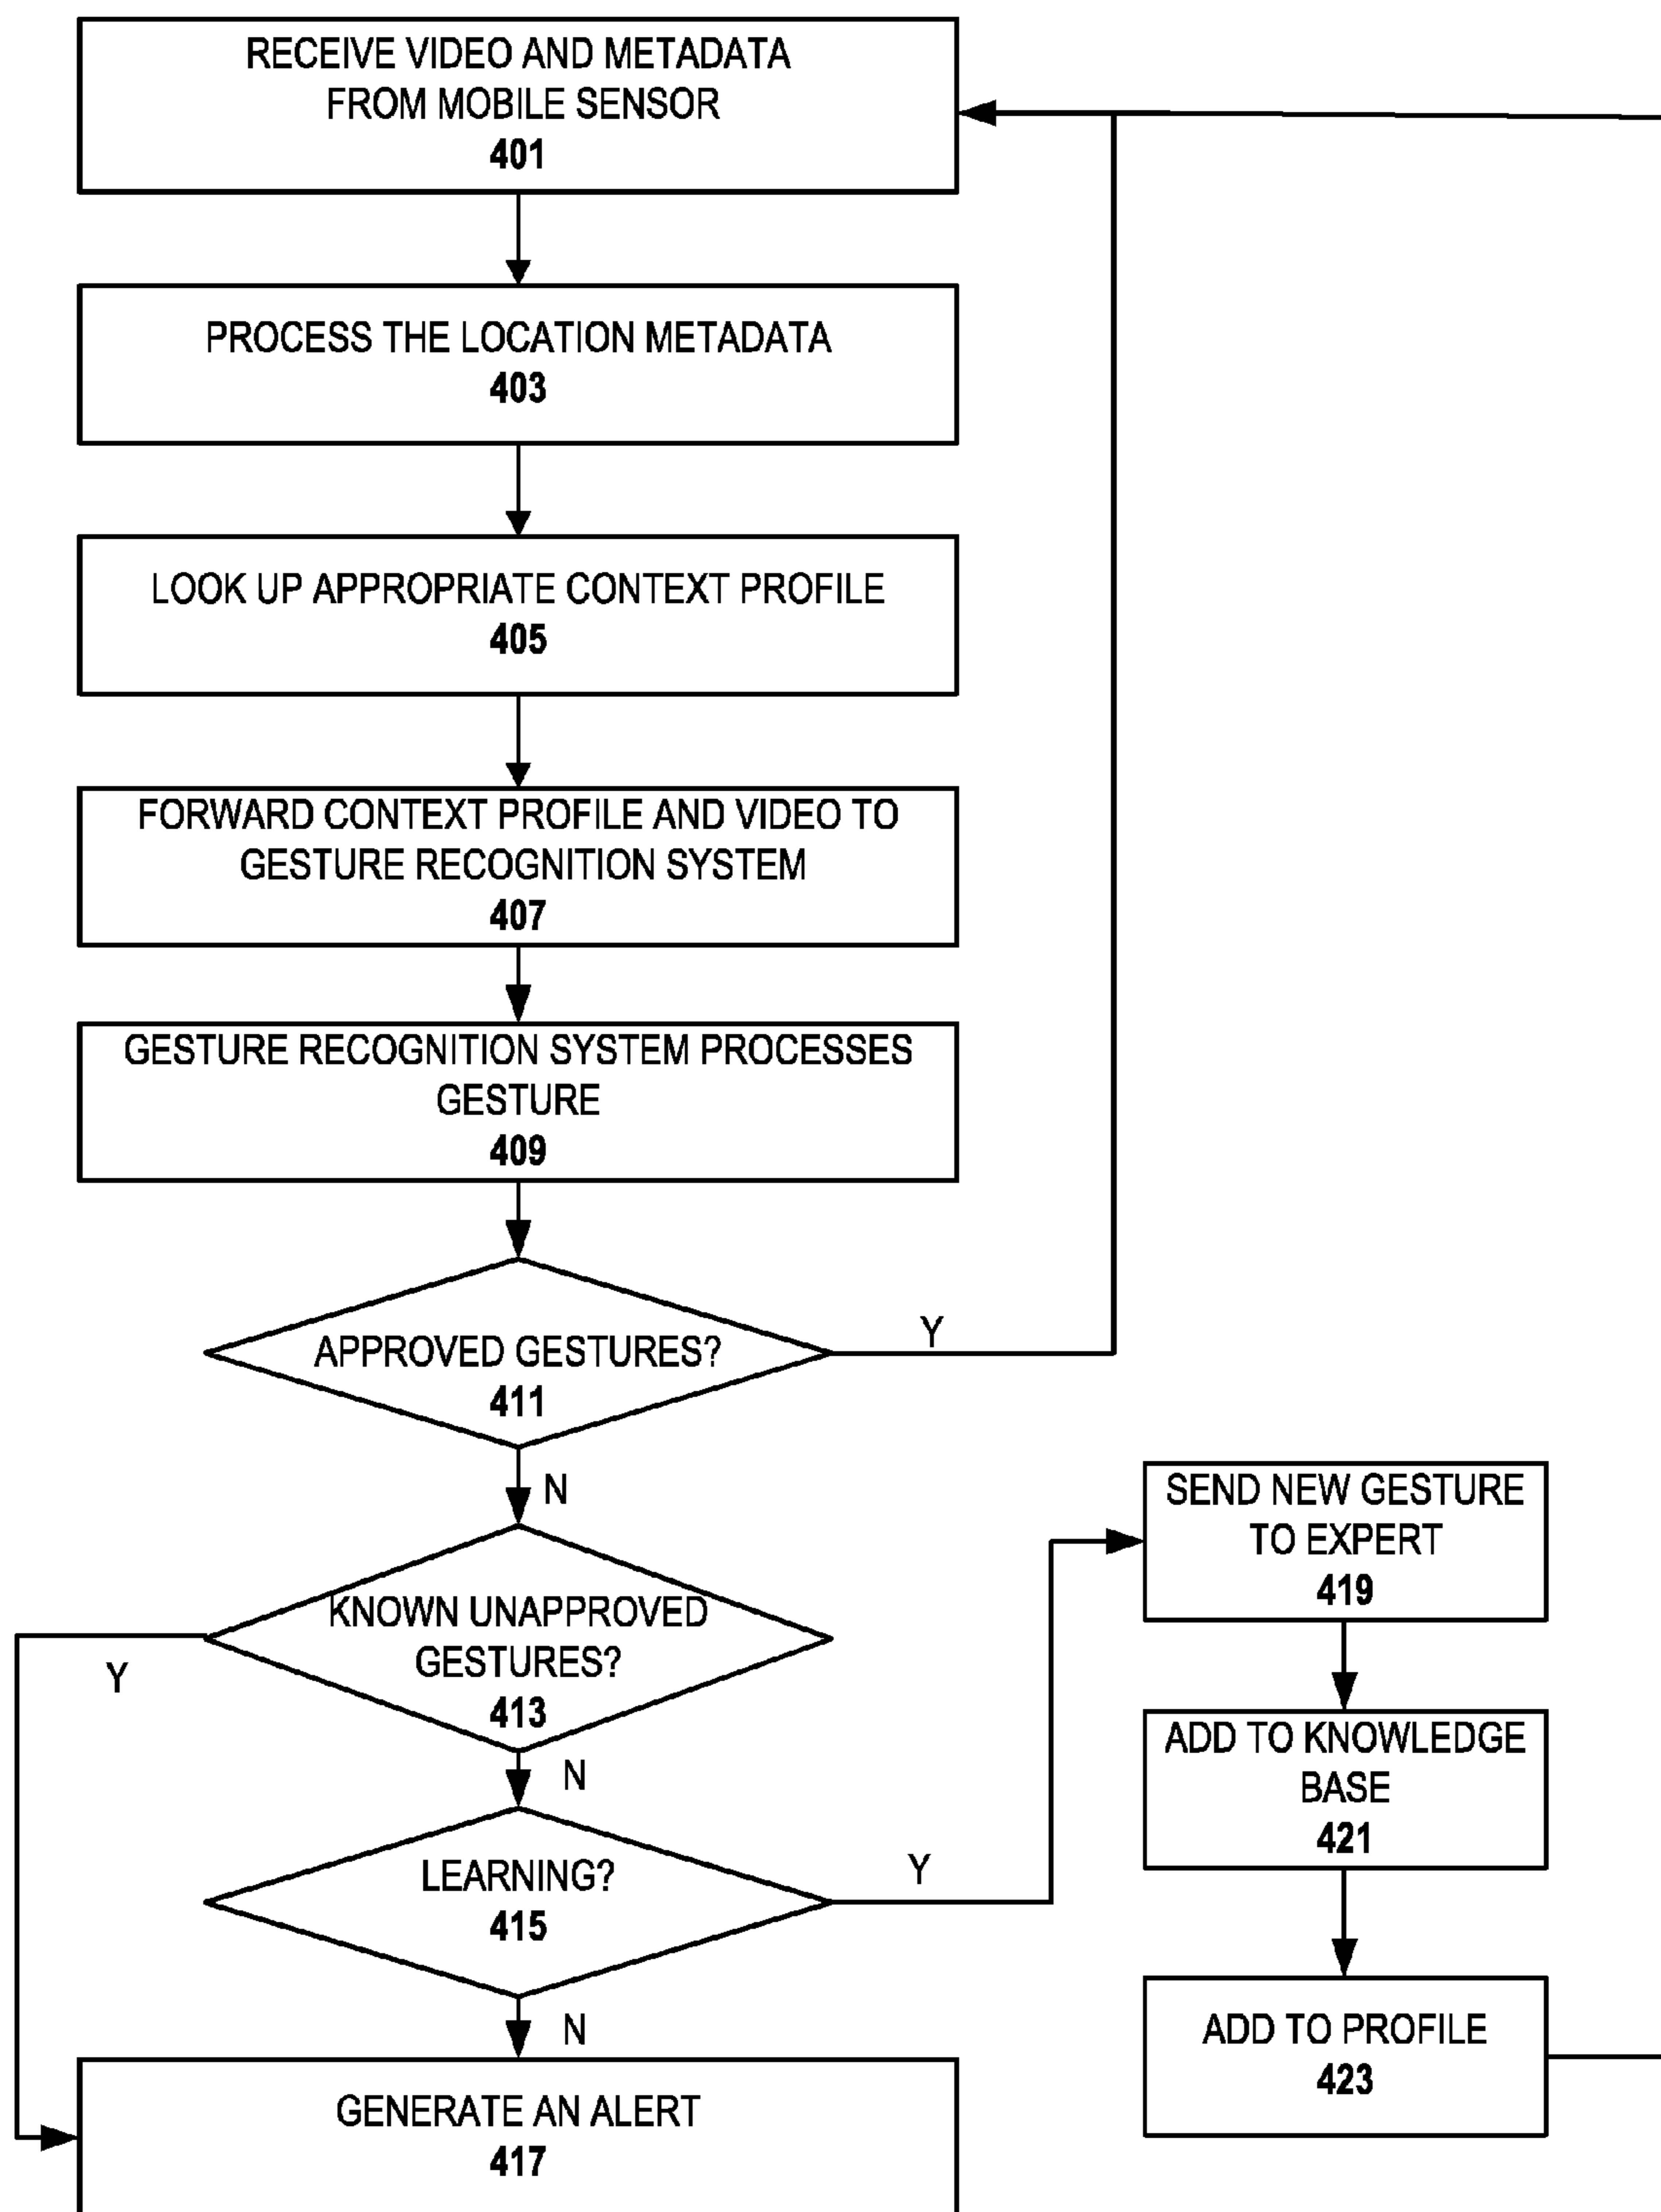 RECEIVE VIDEO AND METADATA
FROM MOBILE SENSOR
401
PROCESS THE LOCATION METADATA
403
LOOK UP APPROPRIATE CONTEXT PROFILE
405
FORWARD CONTEXT PROFILE AND VIDEO TO
GESTURE RECOGNITION SYSTEM
407
GESTURE RECOGNITION SYSTEM PROCESSES
GESTURE
409
APPROVED GESTURES?
411
Y
N
KNOWN UNAPPROVED
GESTURES?
413
Y
N
LEARNING?
415
Y
N
GENERATE AN ALERT
417
SEND NEW GESTURE
TO EXPERT
419
ADD TO KNOWLEDGE
BASE
421
ADD TO PROFILE
423